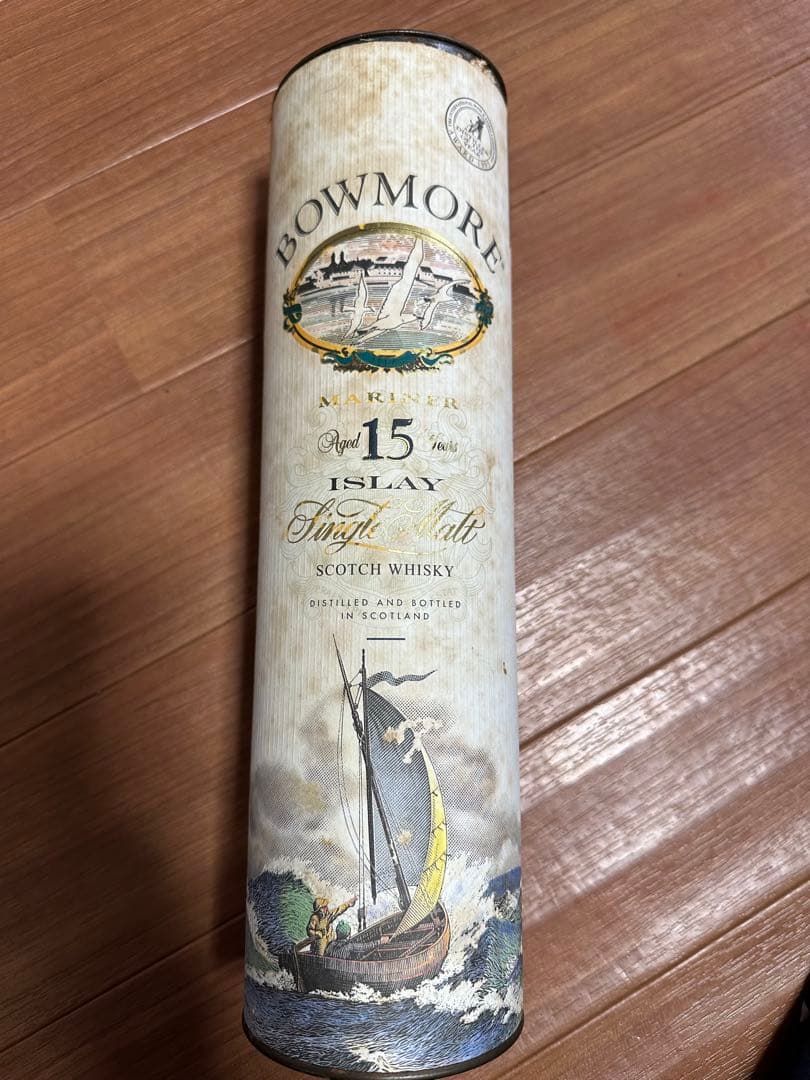 BOWMORE
MARINER
Aged 15 Years
ISLAY
Single Malt
SCOTCH WHISKY
DISTILLED AND BOTTLED
IN SCOTLAND